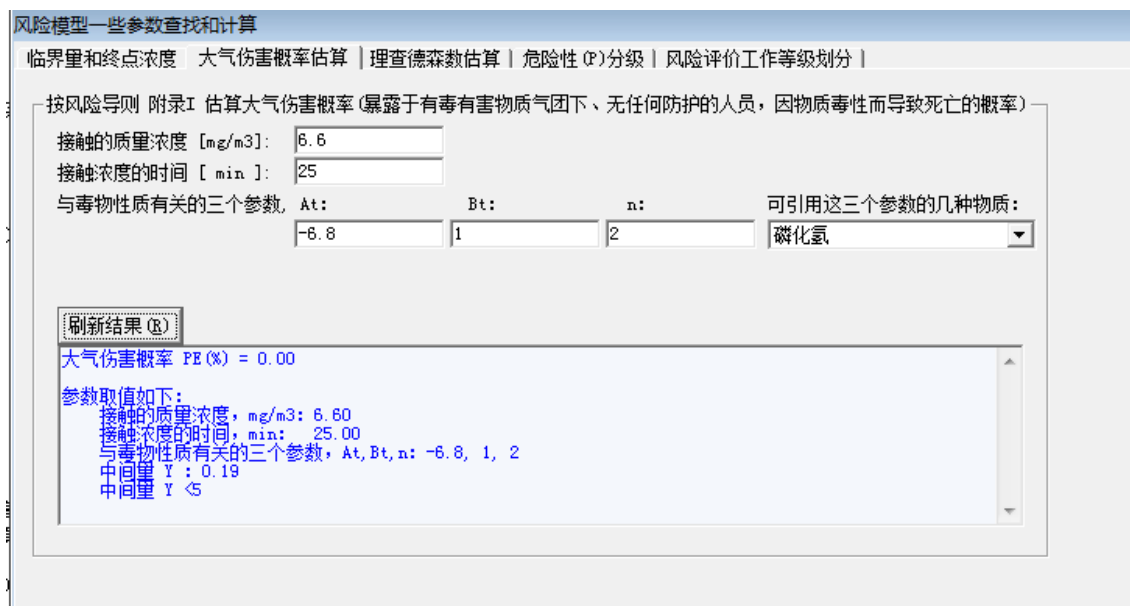 风险模型一些参数查找和计算
临界量和终点浓度 大气伤害概率估算 理查德森数估算 危险性(P)分级 风险评价工作等级划分
按风险导则 附录I 估算大气伤害概率(暴露于有毒有害物质气团下、无任何防护的人员，因物质毒性而导致死亡的概率)
接触的质量浓度 [mg/m3]: 6.6
接触浓度的时间 [ min ]: 25
与毒物性质有关的三个参数, At: Bt: n: 可引用这三个参数的几种物质:
-6.8 1 2 磷化氢
刷新结果(R)
大气伤害概率 PE(%) = 0.00
参数取值如下:
接触的质量浓度，mg/m3: 6.60
接触浓度的时间，min: 25.00
与毒物性质有关的三个参数，At,Bt,n: -6.8, 1, 2
中间量 Y : 0.19
中间量 Y <5